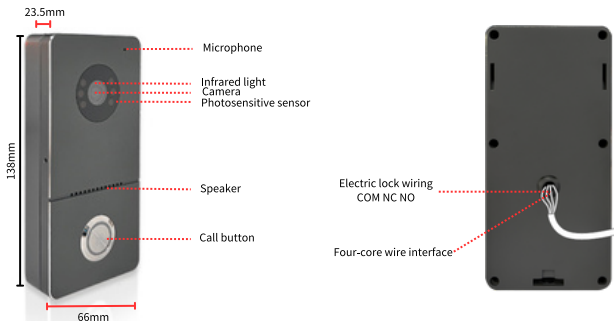 23.5mm
Microphone
Infrared light
Camera
Photosensitive sensor
138mm
Speaker
Call button
66mm
Electric lock wiring
COM NC NO
Four-core wire interface